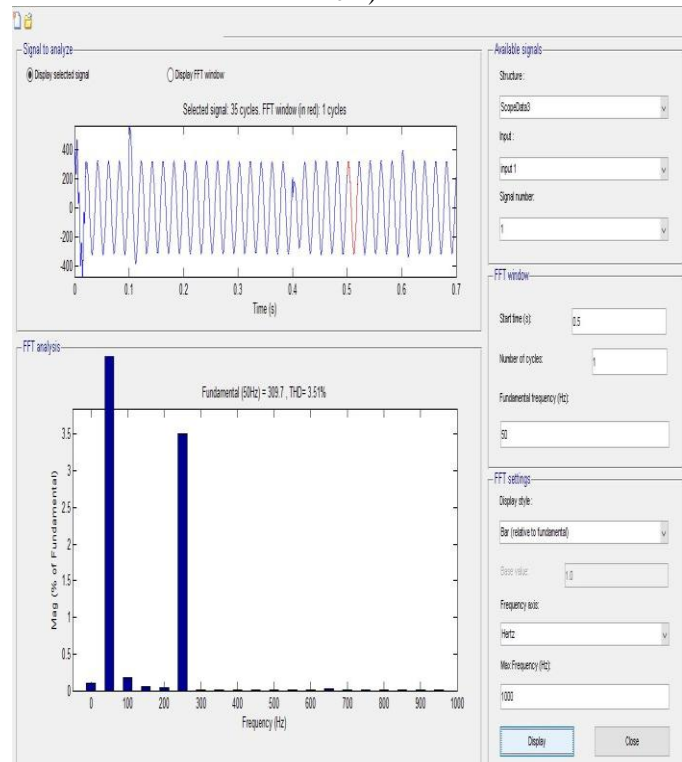 Signal to analyze
Display selected signal
Display FFT window
Selected signal: 35 cycles. FFT window (in red): 1 cycles
400
200
0
-200
-400
0 0.1 0.2 0.3 0.4 0.5 0.6 0.7
Time (s)
FFT analysis
Fundamental (50Hz) = 309.7 , THD= 3.51%
3.5
3
2.5
2
1.5
1
0.5
0
Mag (% of Fundamental)
0 100 200 300 400 500 600 700 800 900 1000
Frequency (Hz)
Available signals
Structure :
ScopeData3
Input :
input 1
Signal number:
1
FFT window
Start time (s): 0.5
Number of cycles: 1
Fundamental frequency (Hz):
50
FFT settings
Display style :
Bar (relative to fundamental)
Base value: 1.0
Frequency axis:
Hertz
Max Frequency (Hz):
1000
Display Close